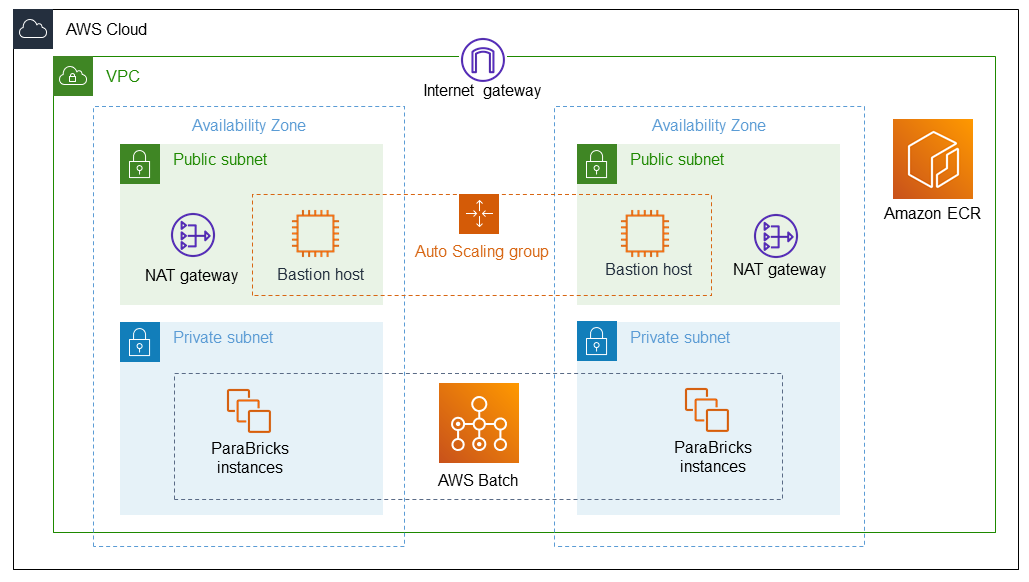 AWS Cloud
VPC
Internet gateway
Availability Zone
Availability Zone
Public subnet
Public subnet
Amazon ECR
Auto Scaling group
NAT gateway
Bastion host
Bastion host
NAT gateway
Private subnet
Private subnet
ParaBricks
instances
ParaBricks
instances
AWS Batch